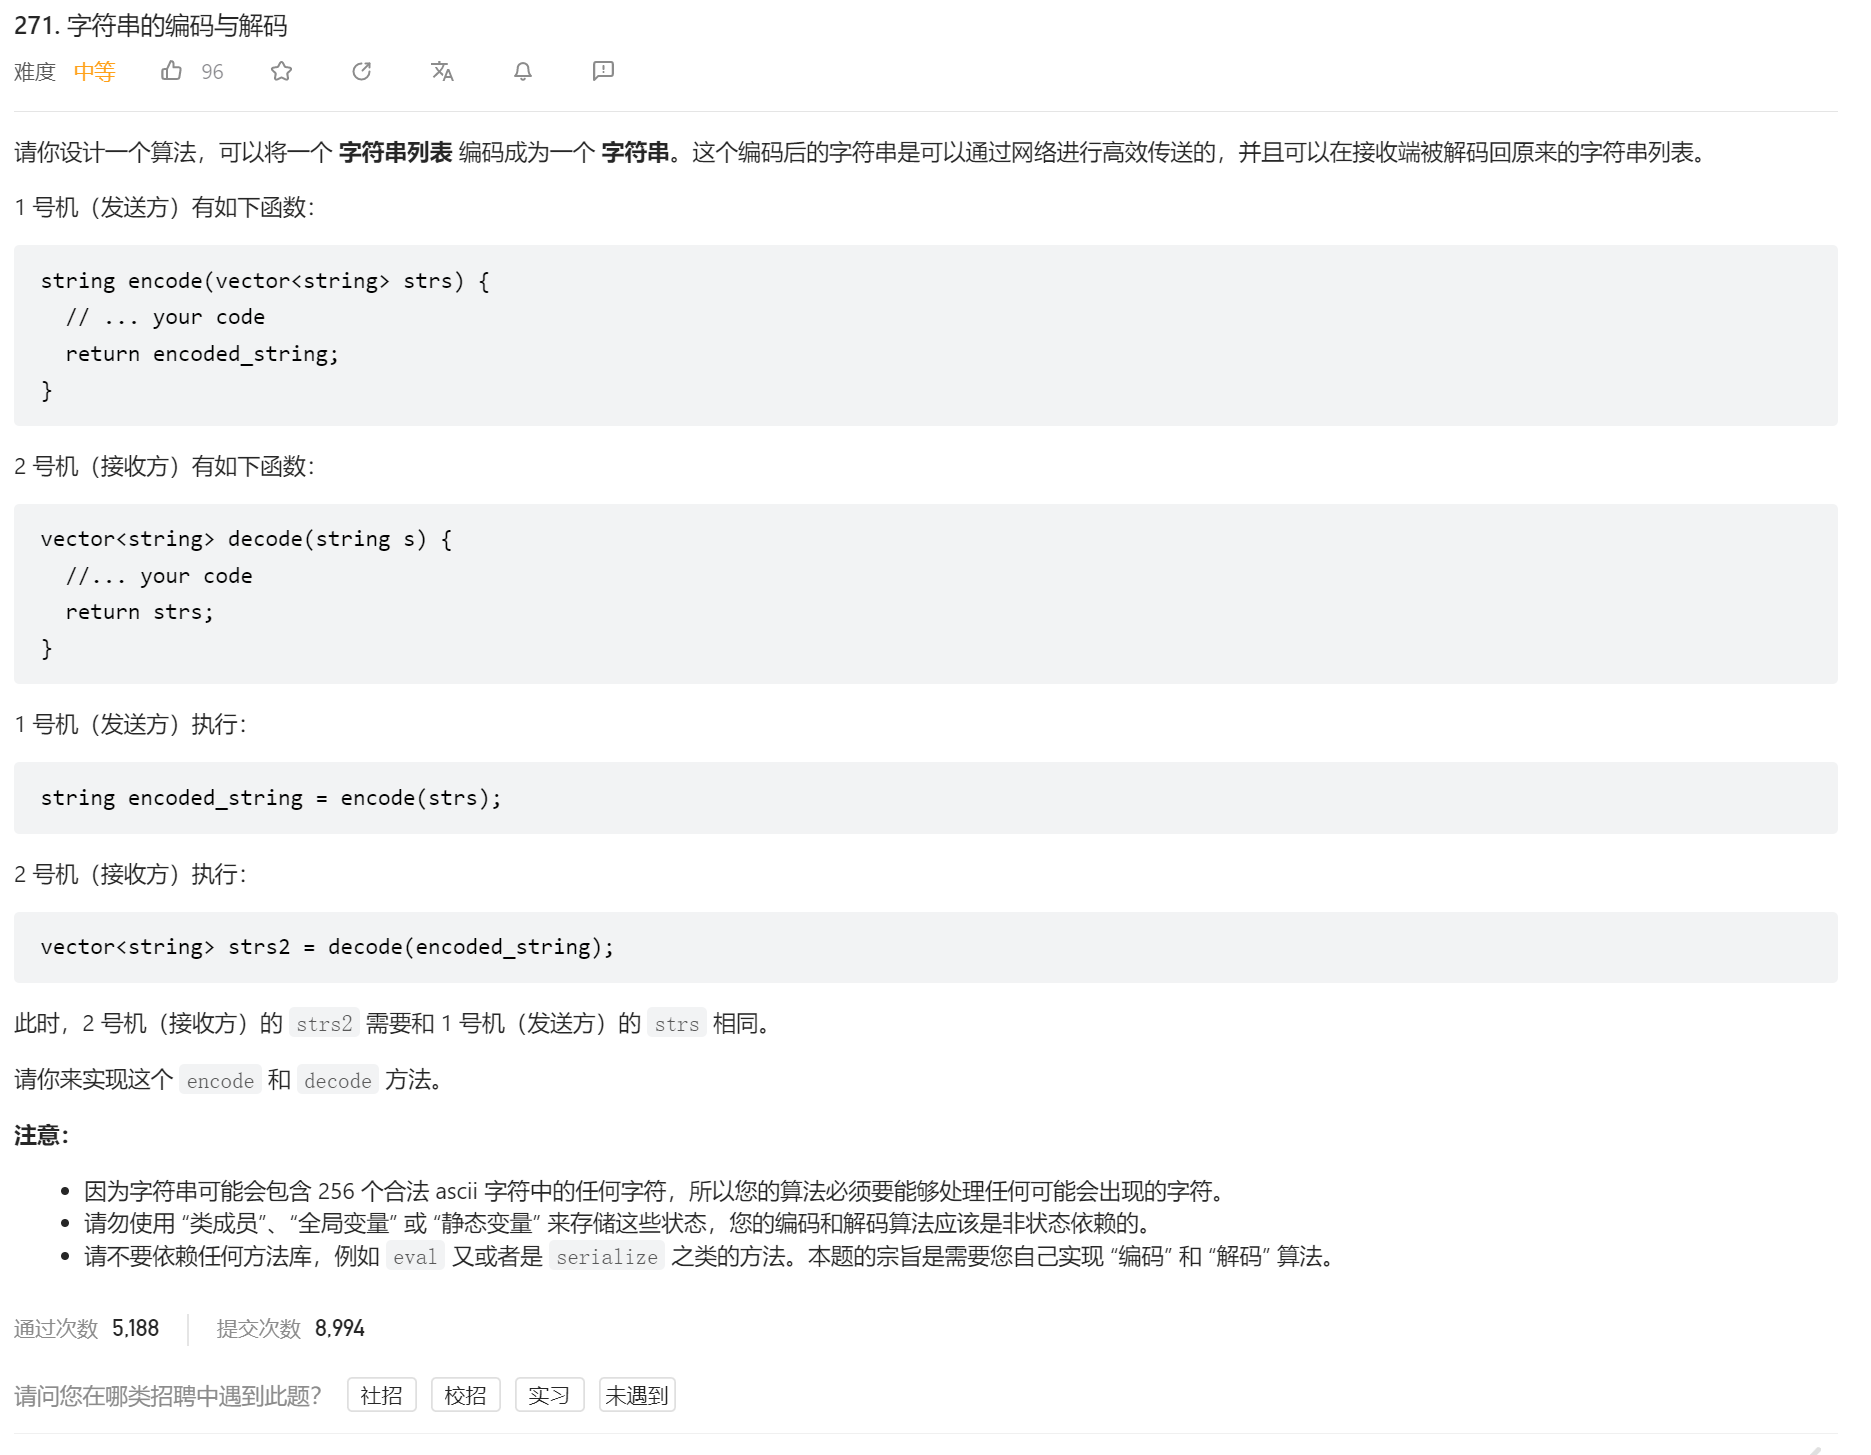 271. 字符串的编码与解码
难度 中等 96
请你设计一个算法，可以将一个 字符串列表 编码成为一个 字符串。这个编码后的字符串是可以通过网络进行高效传送的，并且可以在接收端被解码回原来的字符串列表。
1 号机（发送方）有如下函数：
string encode(vector<string> strs) {
  // ... your code
  return encoded_string;
}
2 号机（接收方）有如下函数：
vector<string> decode(string s) {
  //... your code
  return strs;
}
1 号机（发送方）执行：
string encoded_string = encode(strs);
2 号机（接收方）执行：
vector<string> strs2 = decode(encoded_string);
此时，2 号机（接收方）的 strs2 需要和 1 号机（发送方）的 strs 相同。
请你来实现这个 encode 和 decode 方法。
注意：
• 因为字符串可能会包含 256 个合法 ascii 字符中的任何字符，所以您的算法必须要能够处理任何可能会出现的字符。
• 请勿使用 “类成员”、“全局变量” 或 “静态变量” 来存储这些状态，您的编码和解码算法应该是非状态依赖的。
• 请不要依赖任何方法库，例如 eval 又或者是 serialize 之类的方法。本题的宗旨是需要您自己实现 “编码” 和 “解码” 算法。
通过次数 5,188 提交次数 8,994
请问您在哪类招聘中遇到此题？ 社招 校招 实习 未遇到